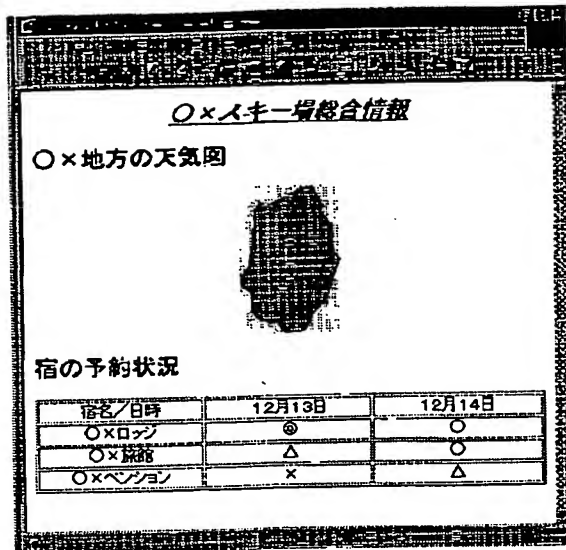 ○×スキー場総合情報
○×地方の天気図
宿の予約状況
宿名／日時 12月13日 12月14日
○×ロッジ ◎ ○
○×旅館 △ ○
○×ペンション × △